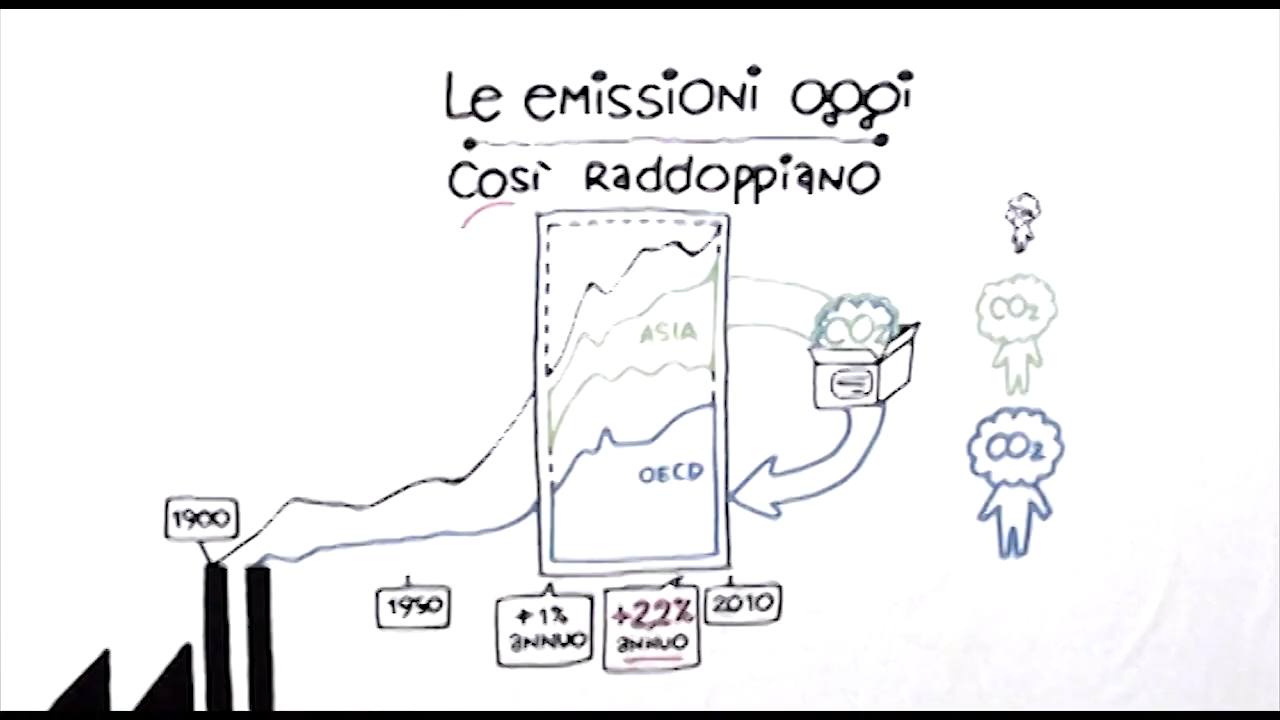 Le emissioni oggi
Così raddoppiano
ASIA
CO2
CO2
CO2
OECD
1900
1950
+1%
annuo
+2,2%
annuo
2010